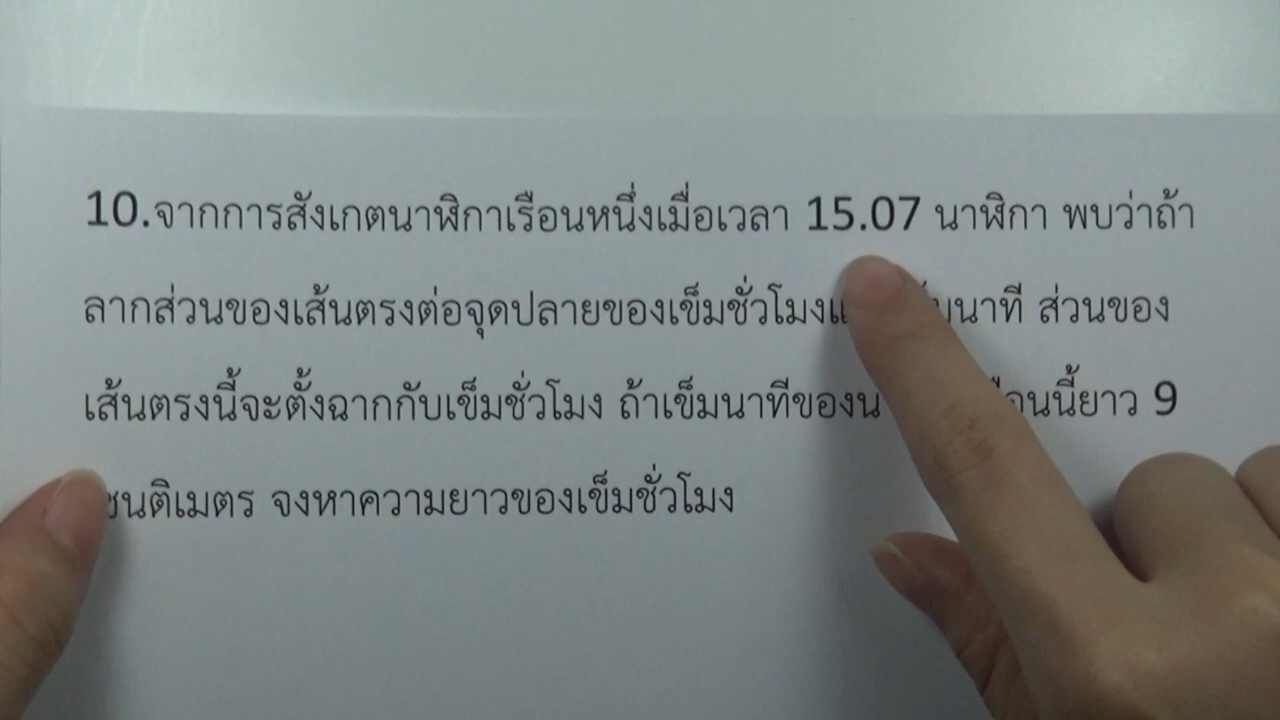 10.จากการสังเกตนาฬิกาเรือนหนึ่งเมื่อเวลา 15.07 นาฬิกา พบว่าถ้า
ลากส่วนของเส้นตรงต่อจุดปลายของเข็มชั่วโมง นาที ส่วนของ
เส้นตรงนี้จะตั้งฉากกับเข็มชั่วโมง ถ้าเข็มนาทีของ นี้ยาว 9
เซนติเมตร จงหาความยาวของเข็มชั่วโมง